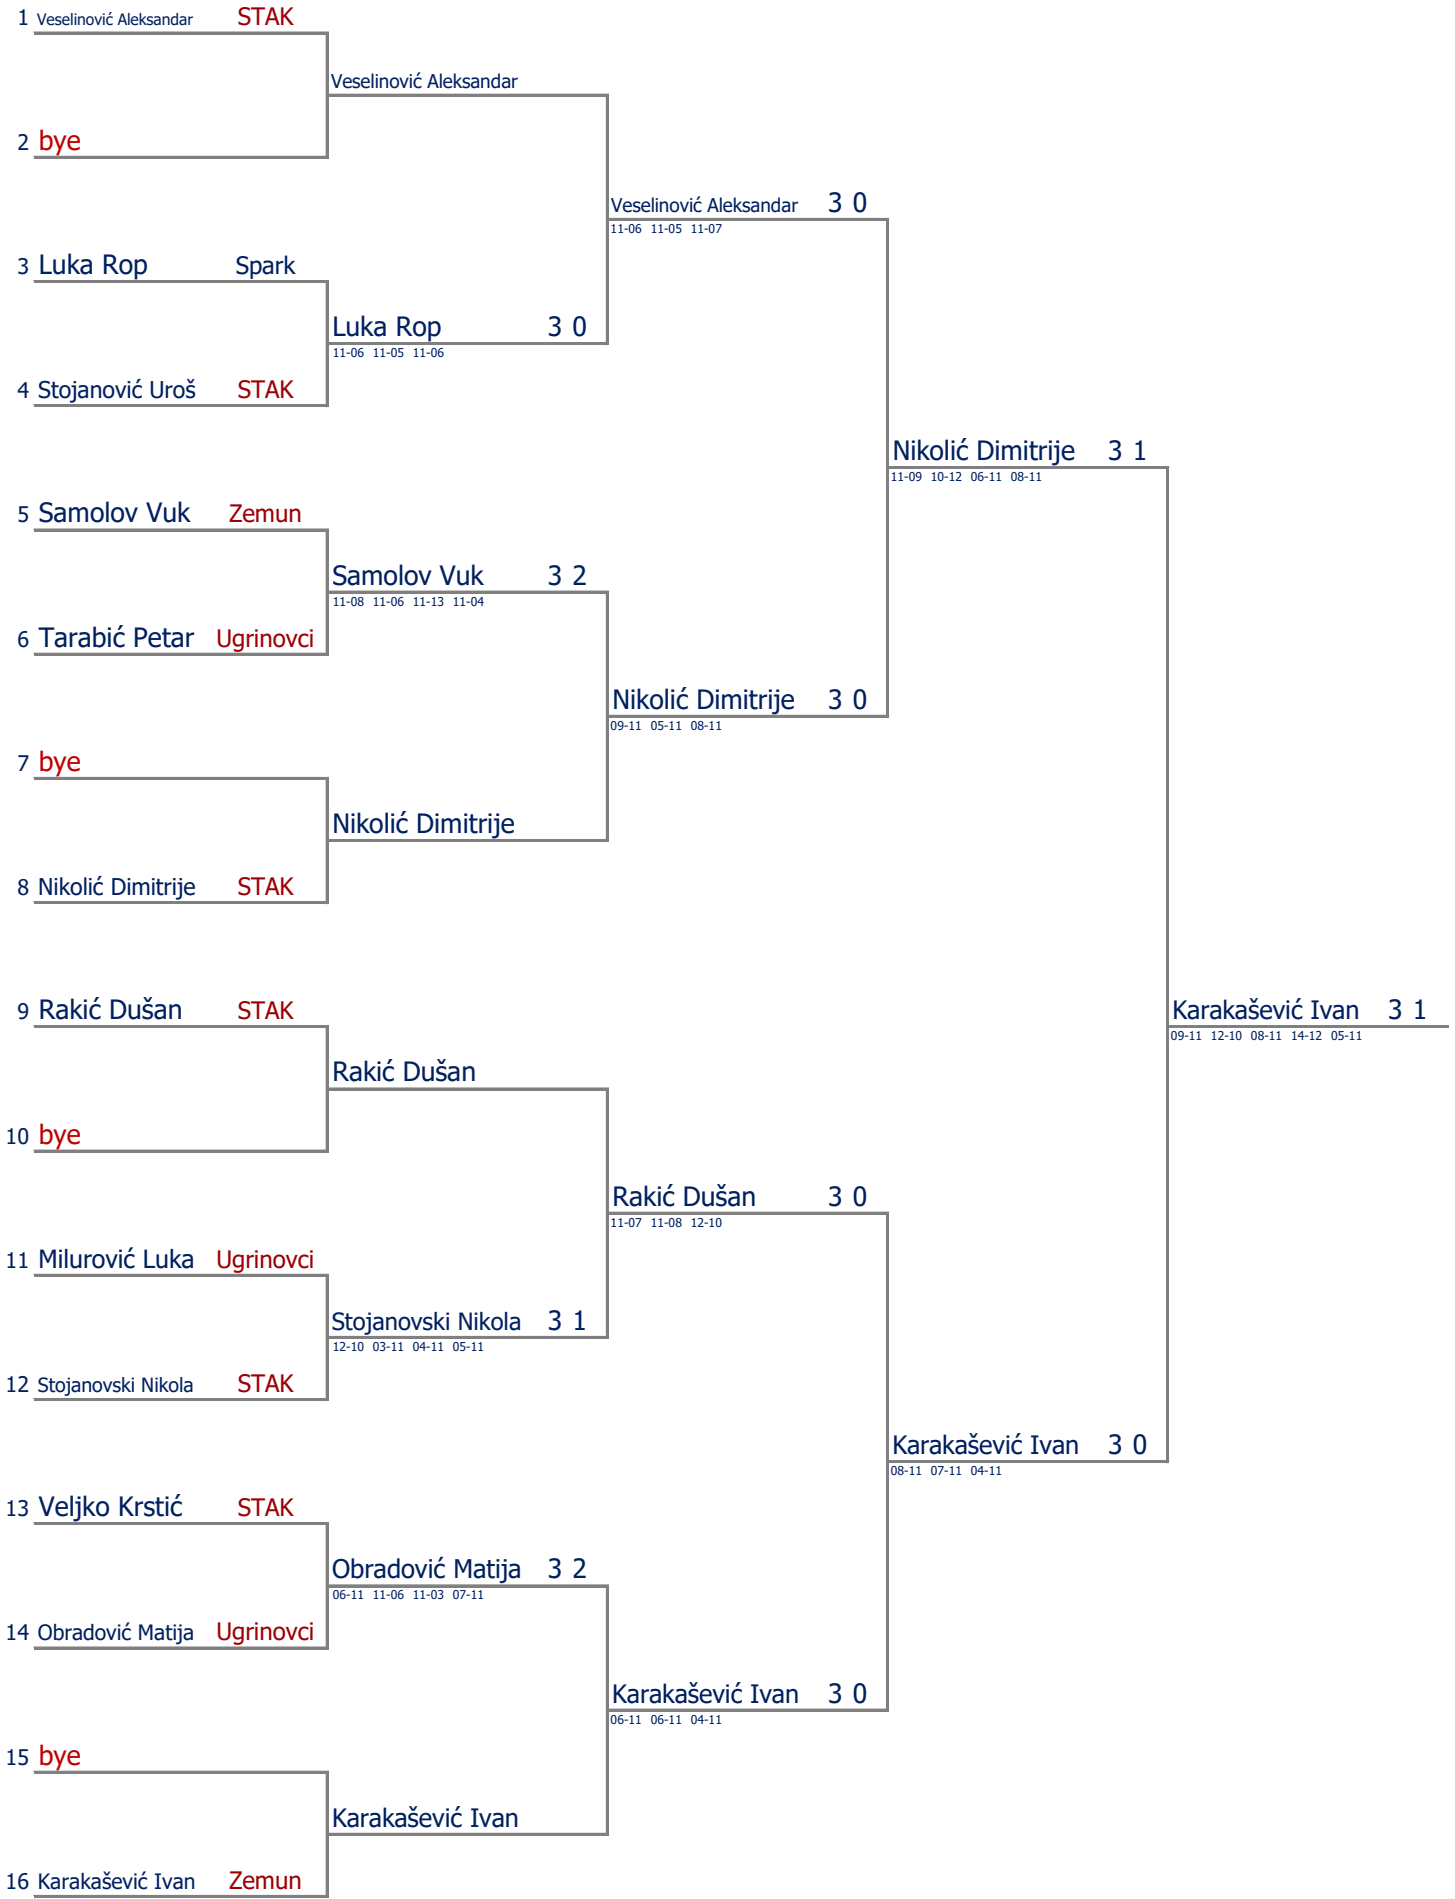 1 Veselinović Aleksandar STAK
Veselinović Aleksandar
2 bye
Veselinović Aleksandar 3 0
11-06 11-05 11-07
3 Luka Rop Spark
Luka Rop 3 0
11-06 11-05 11-06
4 Stojanović Uroš STAK
Nikolić Dimitrije 3 1
11-09 10-12 06-11 08-11
5 Samolov Vuk Zemun
Samolov Vuk 3 2
11-08 11-06 11-13 11-04
6 Tarabić Petar Ugrinovci
Nikolić Dimitrije 3 0
09-11 05-11 08-11
7 bye
Nikolić Dimitrije
8 Nikolić Dimitrije STAK
9 Rakić Dušan STAK
Karakašević Ivan 3 1
09-11 12-10 08-11 14-12 05-11
Rakić Dušan
10 bye
Rakić Dušan 3 0
11-07 11-08 12-10
11 Milurović Luka Ugrinovci
Stojanovski Nikola 3 1
12-10 03-11 04-11 05-11
12 Stojanovski Nikola STAK
Karakašević Ivan 3 0
08-11 07-11 04-11
13 Veljko Krstić STAK
Obradović Matija 3 2
06-11 11-06 11-03 07-11
14 Obradović Matija Ugrinovci
Karakašević Ivan 3 0
06-11 06-11 04-11
15 bye
Karakašević Ivan
16 Karakašević Ivan Zemun